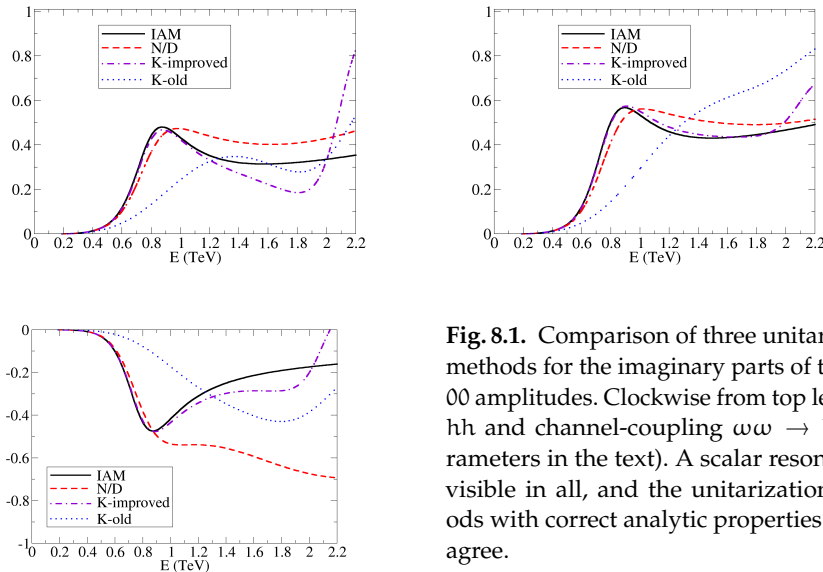 1
0.8
0.6
0.4
0.2
0
IAM
N/D
K-improved
K-old
0 0.2 0.4 0.6 0.8 1 1.2 1.4 1.6 1.8 2 2.2
E (TeV)
1
0.8
0.6
0.4
0.2
0
IAM
N/D
K-improved
K-old
0 0.2 0.4 0.6 0.8 1 1.2 1.4 1.6 1.8 2 2.2
E (TeV)
0
-0.2
-0.4
-0.6
-0.8
-1
IAM
N/D
K-improved
K-old
0 0.2 0.4 0.6 0.8 1 1.2 1.4 1.6 1.8 2 2.2
E (TeV)
Fig. 8.1. Comparison of three unitar
methods for the imaginary parts of t
00 amplitudes. Clockwise from top le
hh and channel-coupling ωω →
rameters in the text). A scalar reson
visible in all, and the unitarization
ods with correct analytic properties
agree.